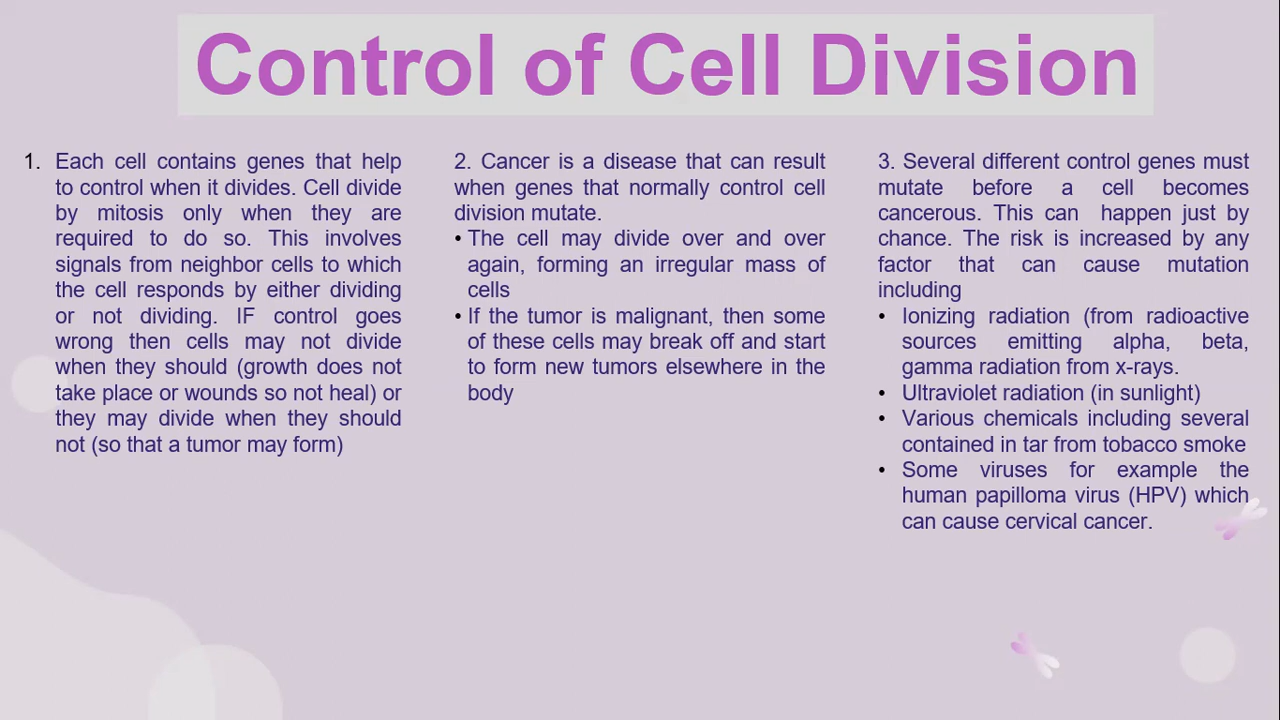 Control of Cell Division
1. Each cell contains genes that help
to control when it divides. Cell divide
by mitosis only when they are
required to do so. This involves
signals from neighbor cells to which
the cell responds by either dividing
or not dividing. IF control goes
wrong then cells may not divide
when they should (growth does not
take place or wounds so not heal) or
they may divide when they should
not (so that a tumor may form)
2. Cancer is a disease that can result
when genes that normally control cell
division mutate.
• The cell may divide over and over
again, forming an irregular mass of
cells
• If the tumor is malignant, then some
of these cells may break off and start
to form new tumors elsewhere in the
body
3. Several different control genes must
mutate before a cell becomes
cancerous. This can happen just by
chance. The risk is increased by any
factor that can cause mutation
including
• Ionizing radiation (from radioactive
sources emitting alpha, beta,
gamma radiation from x-rays.
• Ultraviolet radiation (in sunlight)
• Various chemicals including several
contained in tar from tobacco smoke
• Some viruses for example the
human papilloma virus (HPV) which
can cause cervical cancer.